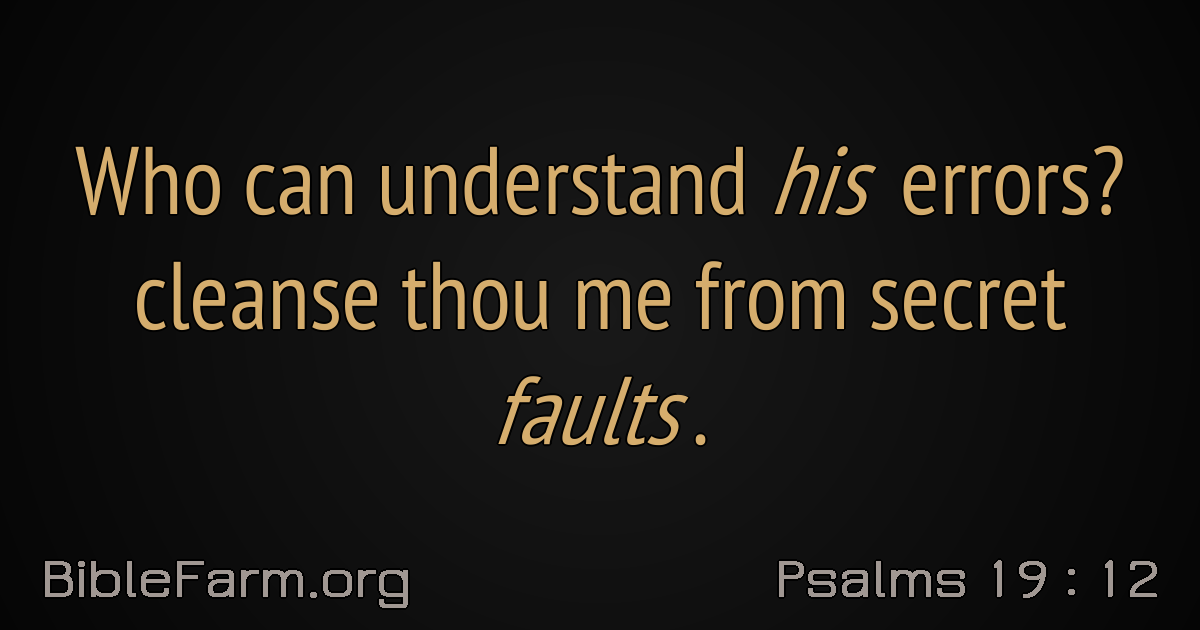 Who can understand his errors?
cleanse thou me from secret
faults.
BibleFarm.org
Psalms 19:12